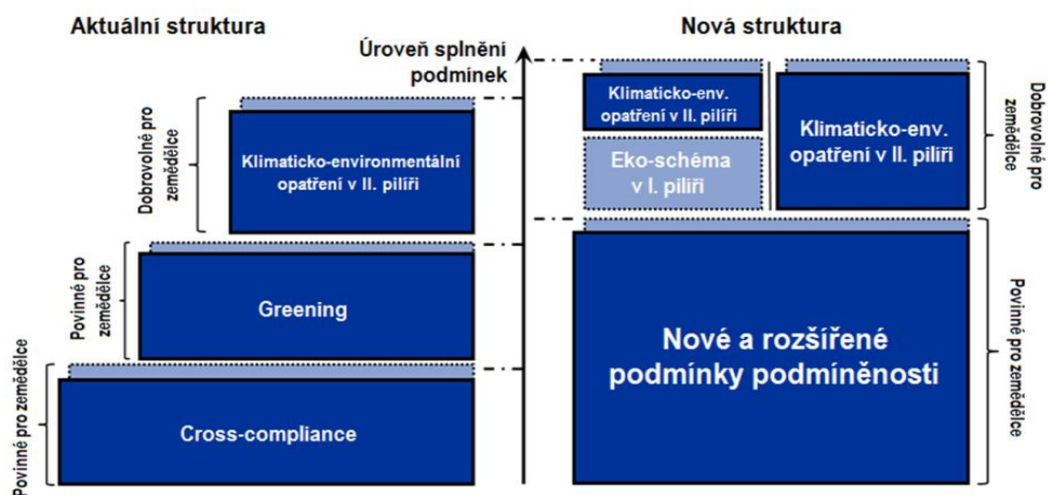 Aktuální struktura
Nová struktura
Úroveň splnění
podmínek
Dobrovolné pro
zemědělce
Klimaticko-environmentální
opatření v II. pilíři
Povinné pro
zemědělce
Greening
Povinné pro zemědělce
Cross-compliance
Klimaticko-env.
opatření v II. pilíři
Eko-schéma
v I. pilíři
Klimaticko-env.
opatření v II. pilíři
Dobrovolné pro
zemědělce
Nové a rozšířené
podmínky podmíněnosti
Povinné pro zemědělce